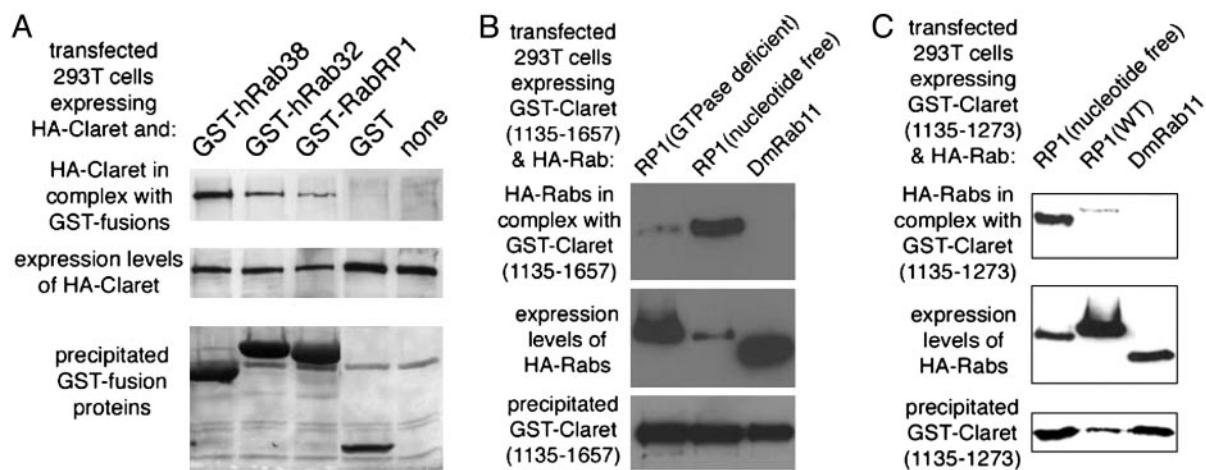 A
transfected
293T cells
expressing
HA-Claret and:
GST-hRab38
GST-hRab32
GST-RabRP1
GST
none
HA-Claret in
complex with
GST-fusions
expression levels
of HA-Claret
precipitated
GST-fusion
proteins
B
transfected
293T cells
expressing
GST-Claret
(1135-1657)
& HA-Rab:
RP1(GTPase deficient)
RP1(nucleotide free)
DmRab11
HA-Rabs in
complex with
GST-Claret
(1135-1657)
expression
levels of
HA-Rabs
precipitated
GST-Claret
(1135-1657)
C
transfected
293T cells
expressing
GST-Claret
(1135-1273)
& HA-Rab:
RP1(nucleotide free)
RP1(WT)
DmRab11
HA-Rabs in
complex with
GST-Claret
(1135-1273)
expression
levels of
HA-Rabs
precipitated
GST-Claret
(1135-1273)